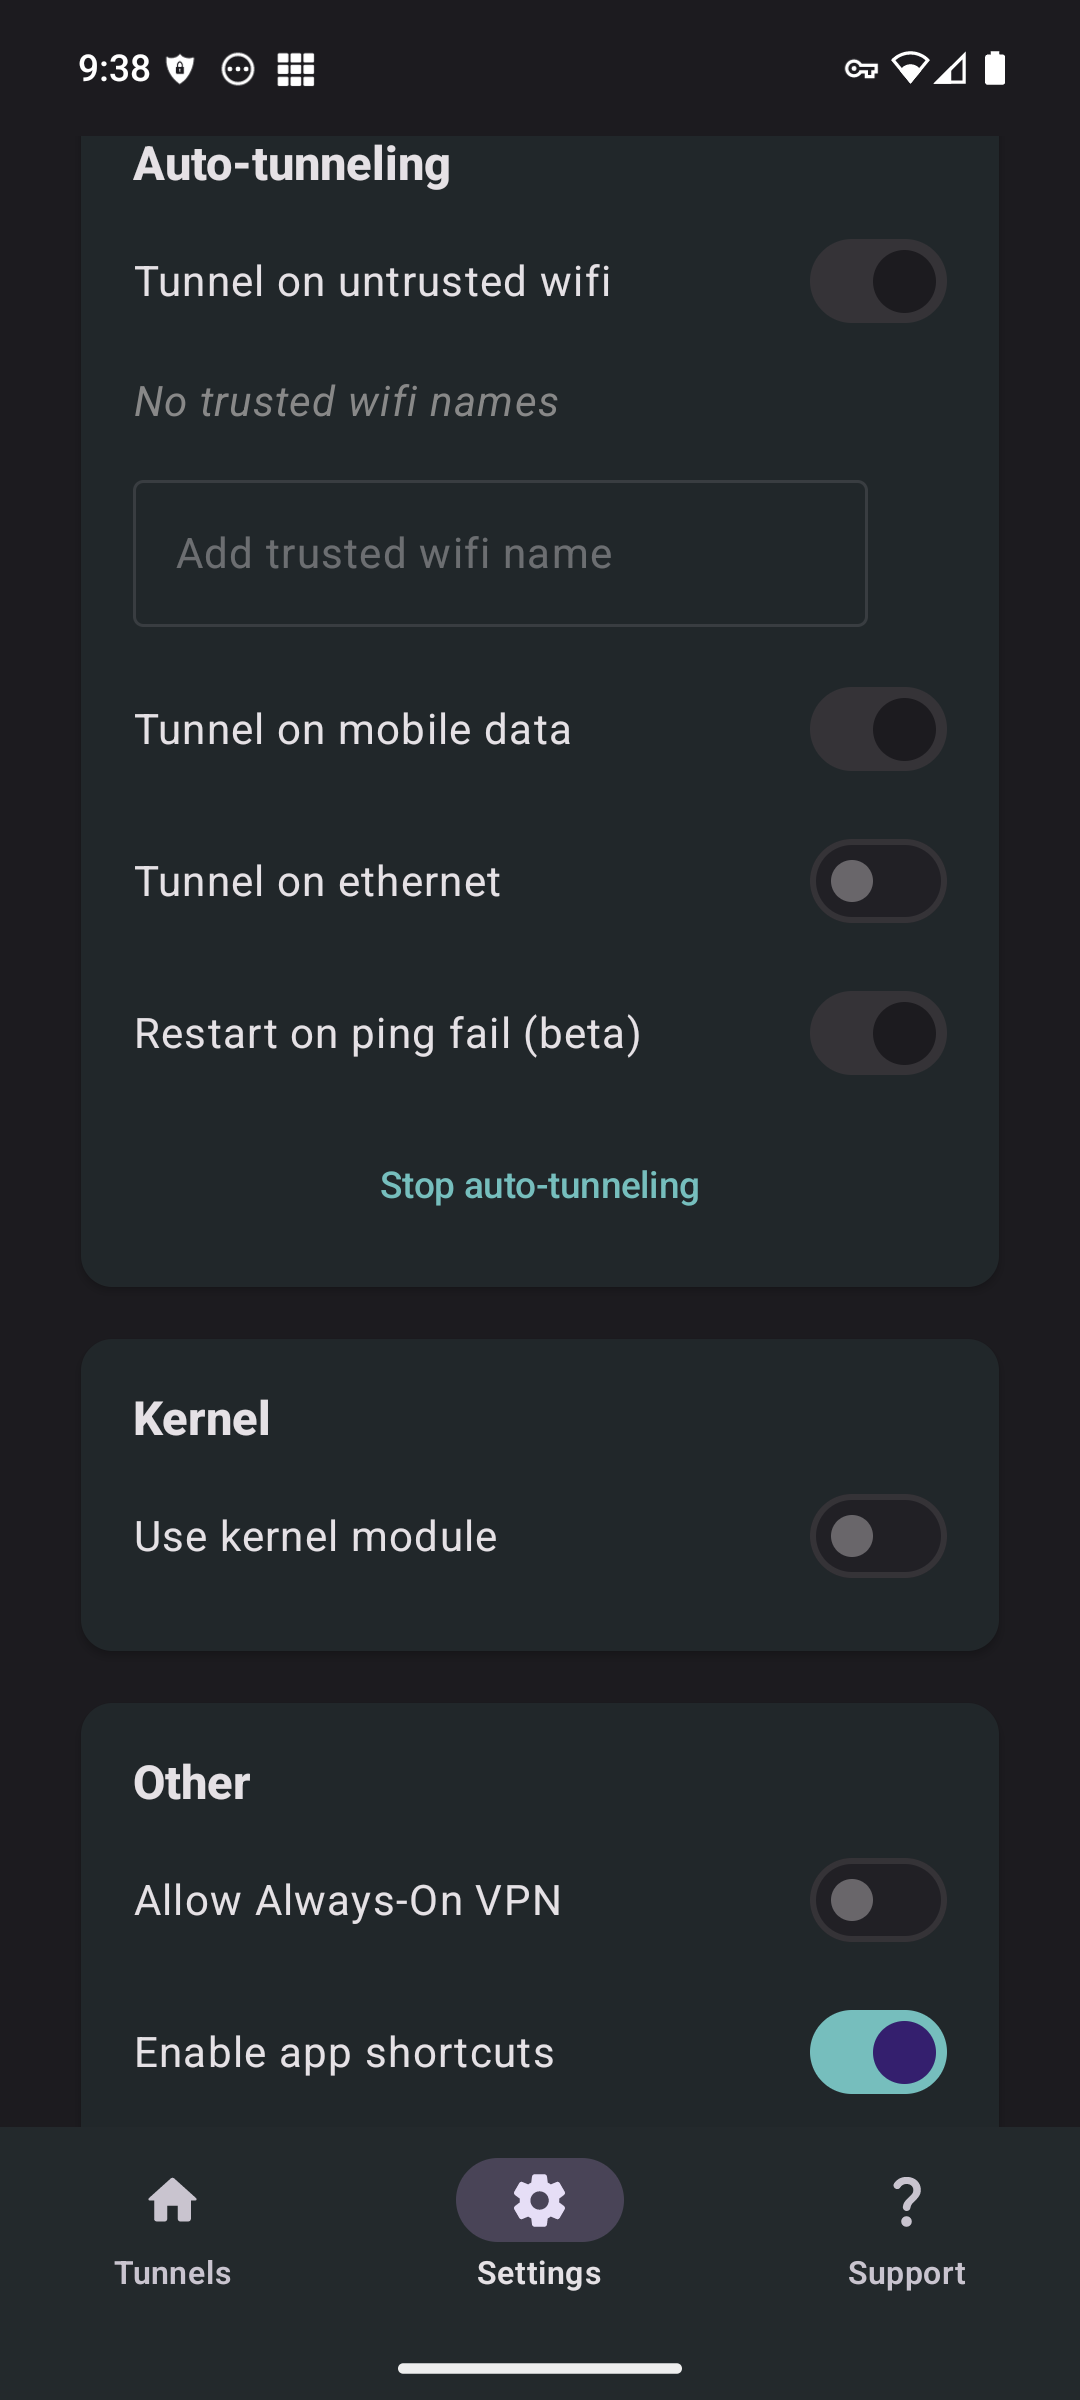 9:38
Auto-tunneling
Tunnel on untrusted wifi
No trusted wifi names
Add trusted wifi name
Tunnel on mobile data
Tunnel on ethernet
Restart on ping fail (beta)
Stop auto-tunneling
Kernel
Use kernel module
Other
Allow Always-On VPN
Enable app shortcuts
Tunnels
Settings
Support